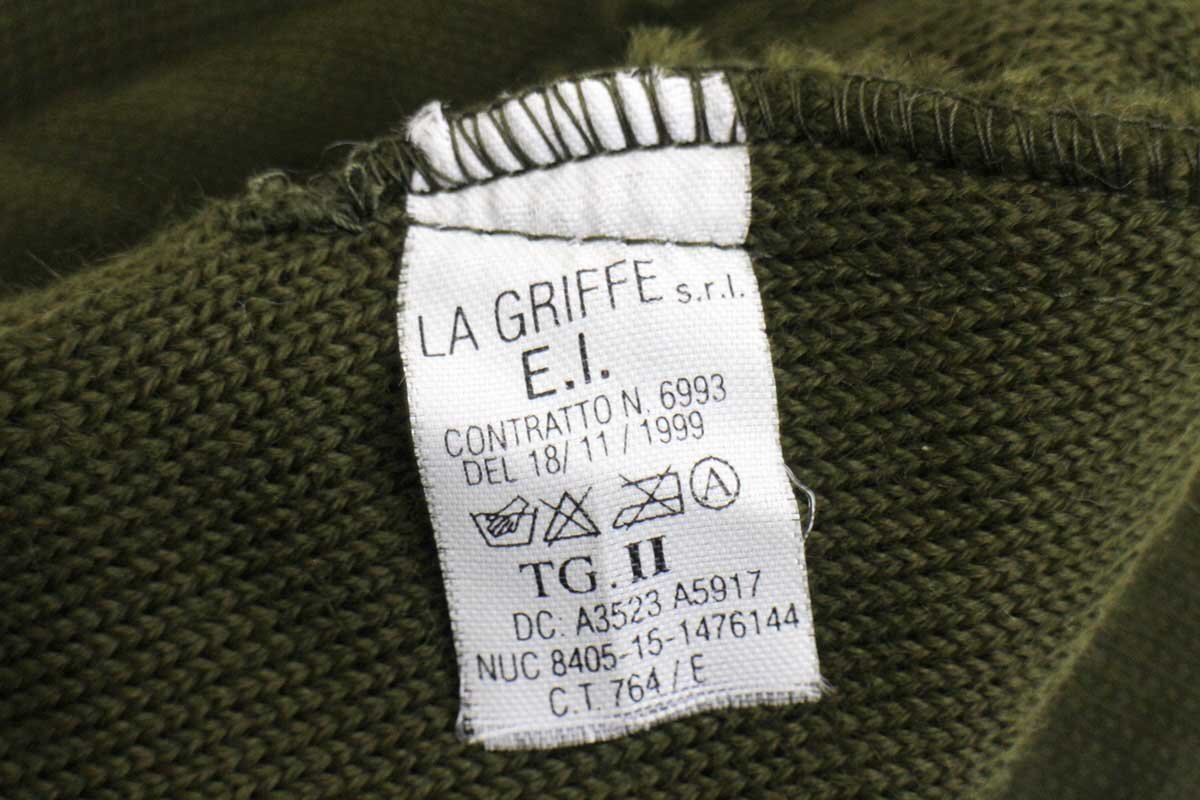 LA GRIFFE s.r.l.
E.I.
CONTRATTO N. 6993
DEL 18/ 11 / 1999
A
TG. II
DC. A3523 A5917
NUC 8405-15-1476144
C.T. 764 / E